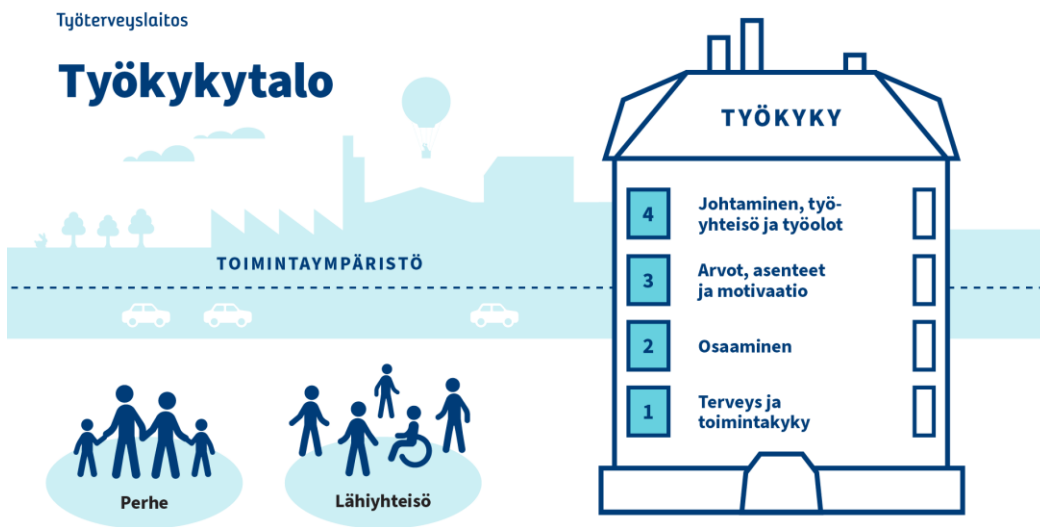 Työterveyslaitos
Työkykytalo
TYÖKYKY
4
Johtaminen, työ-
yhteisö ja työolot
3
Arvot, asenteet
ja motivaatio
2
Osaaminen
1
Terveys ja
toimintakyky
TOIMINTAYMPÄRISTÖ
Perhe
Lähiyhteisö